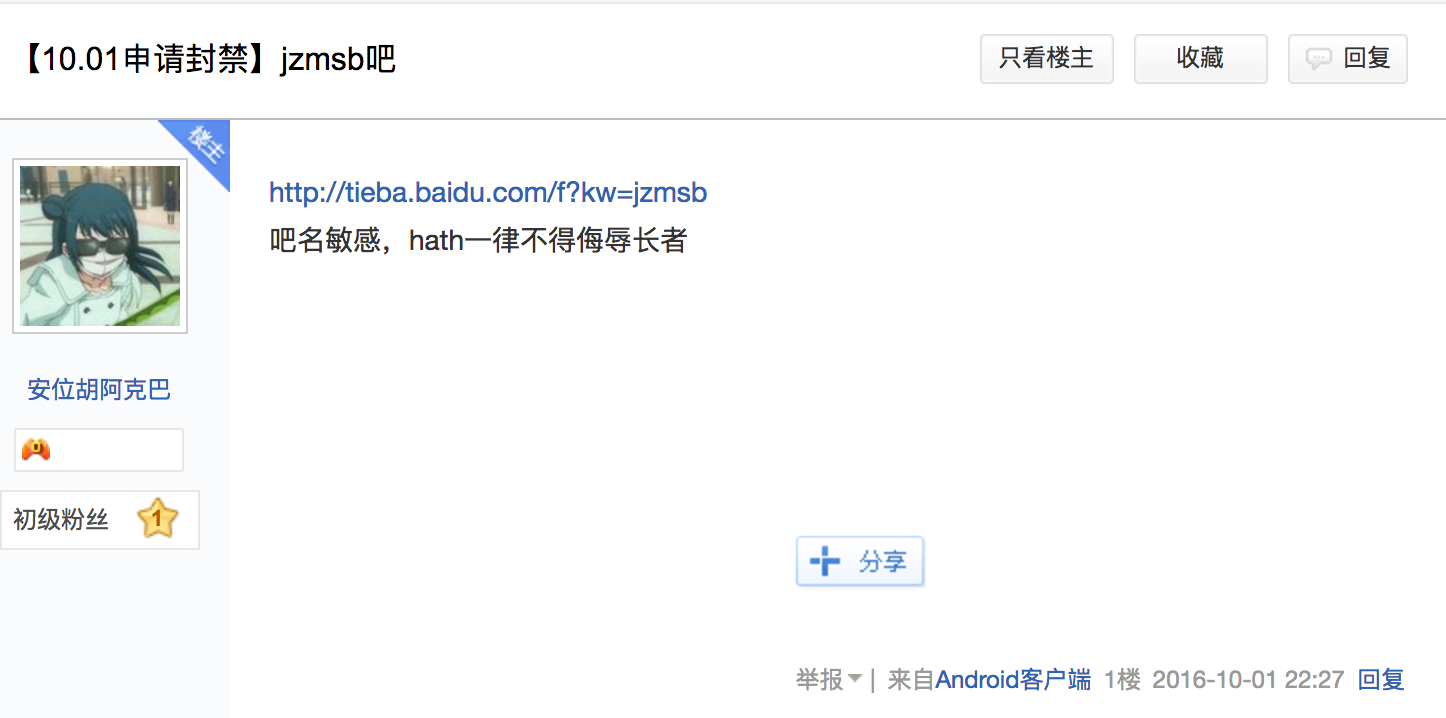 【10.01申请封禁】jzmsb吧
只看楼主
收藏
回复
楼主
http://tieba.baidu.com/f?kw=jzmsb
吧名敏感，hath一律不得侮辱长者
安位胡阿克巴
初级粉丝
1
分享
举报 | 来自Android客户端 1楼 2016-10-01 22:27 回复